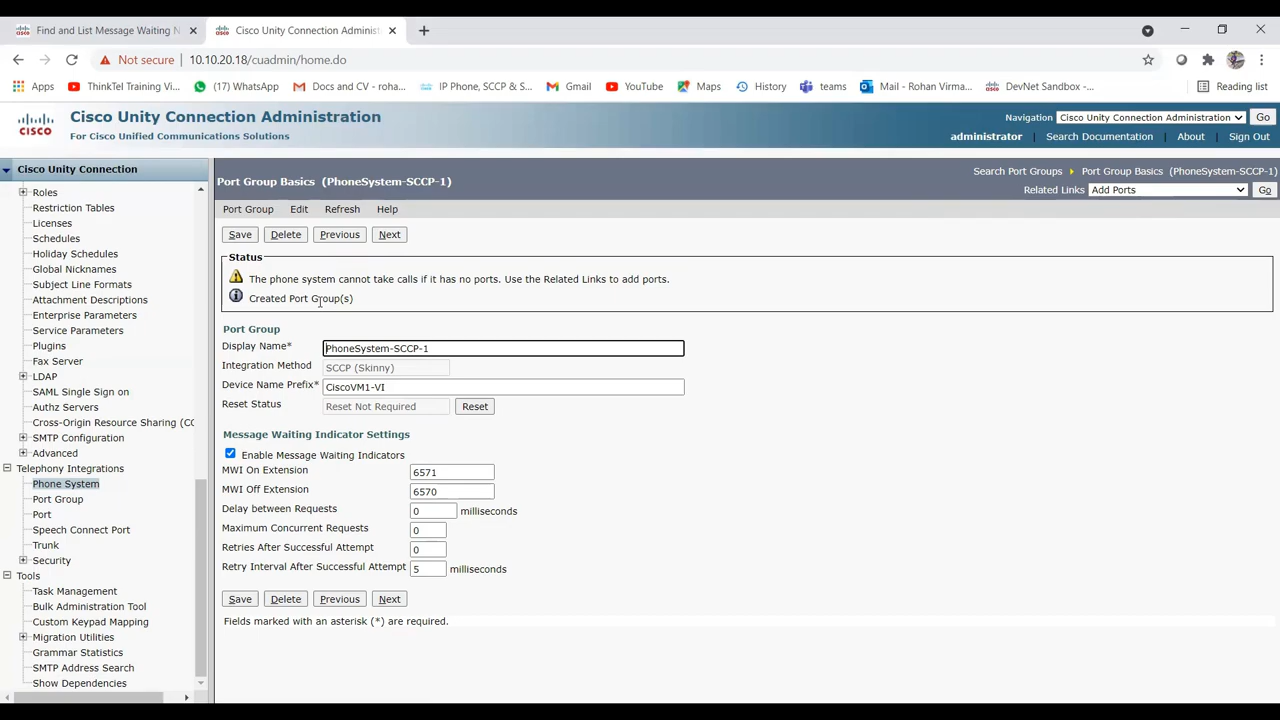 Find and List Message Waiting N
Cisco Unity Connection Administrat
Not secure
10.10.20.18/cuadmin/home.do
Apps
ThinkTel Training Vi...
(17) WhatsApp
Docs and CV - roha...
IP Phone, SCCP & S...
Gmail
YouTube
Maps
History
teams
Mail - Rohan Virma...
DevNet Sandbox -...
Reading list
CISCO
Cisco Unity Connection Administration
For Cisco Unified Communications Solutions
Navigation Cisco Unity Connection Administration Go
administrator Search Documentation About Sign Out
Cisco Unity Connection
Roles
Restriction Tables
Licenses
Schedules
Holiday Schedules
Global Nicknames
Subject Line Formats
Attachment Descriptions
Enterprise Parameters
Service Parameters
Plugins
Fax Server
LDAP
SAML Single Sign on
Authz Servers
Cross-Origin Resource Sharing (CO
SMTP Configuration
Advanced
Telephony Integrations
Phone System
Port Group
Port
Speech Connect Port
Trunk
Security
Tools
Task Management
Bulk Administration Tool
Custom Keypad Mapping
Migration Utilities
Grammar Statistics
SMTP Address Search
Show Dependencies
Port Group Basics (PhoneSystem-SCCP-1)
Search Port Groups Port Group Basics (PhoneSystem-SCCP-1)
Related Links Add Ports Go
Port Group Edit Refresh Help
Save Delete Previous Next
Status
The phone system cannot take calls if it has no ports. Use the Related Links to add ports.
Created Port Group(s)
Port Group
Display Name* PhoneSystem-SCCP-1
Integration Method SCCP (Skinny)
Device Name Prefix* CiscoVM1-VI
Reset Status Reset Not Required Reset
Message Waiting Indicator Settings
Enable Message Waiting Indicators
MWI On Extension 6571
MWI Off Extension 6570
Delay between Requests 0 milliseconds
Maximum Concurrent Requests 0
Retries After Successful Attempt 0
Retry Interval After Successful Attempt 5 milliseconds
Save Delete Previous Next
Fields marked with an asterisk (*) are required.